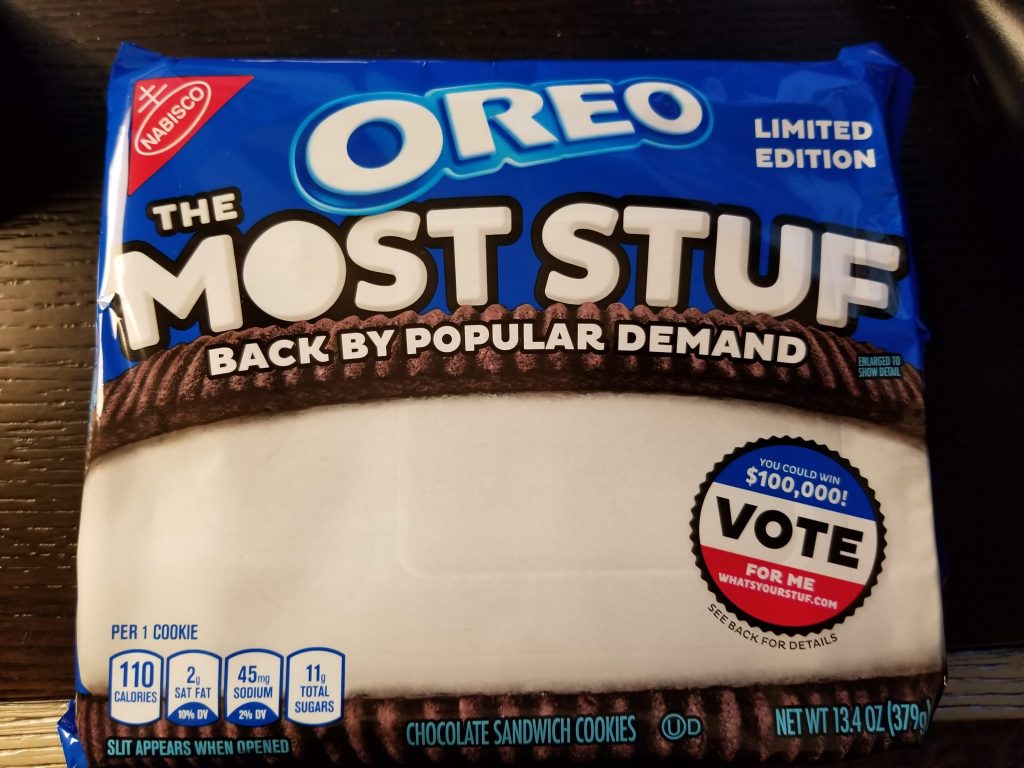 NABISCO
OREO
LIMITED
EDITION
THE
MOST STUF
BACK BY POPULAR DEMAND
ENLARGED TO
SHOW DETAIL
YOU COULD WIN
$100,000!
VOTE
FOR ME
WHATSYOURSTUF.COM
SEE BACK FOR DETAILS
PER 1 COOKIE
110
CALORIES
2g
SAT FAT
10% DV
45mg
SODIUM
2% DV
11g
TOTAL
SUGARS
SLIT APPEARS WHEN OPENED
CHOCOLATE SANDWICH COOKIES
U D
NET WT 13.4 OZ (379g)